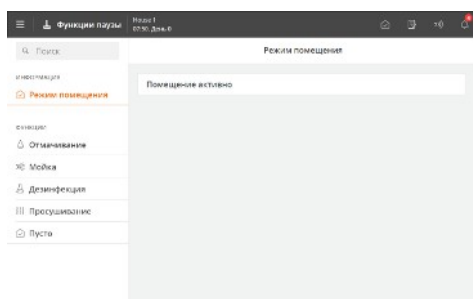 Функции паузы
House 1
07:50, День 0
Поиск
Режим помещения
ИНФОРМАЦИЯ
Режим помещения
Помещение активно
ФУНКЦИИ
Отмачивание
Мойка
Дезинфекция
Просушивание
Пусто